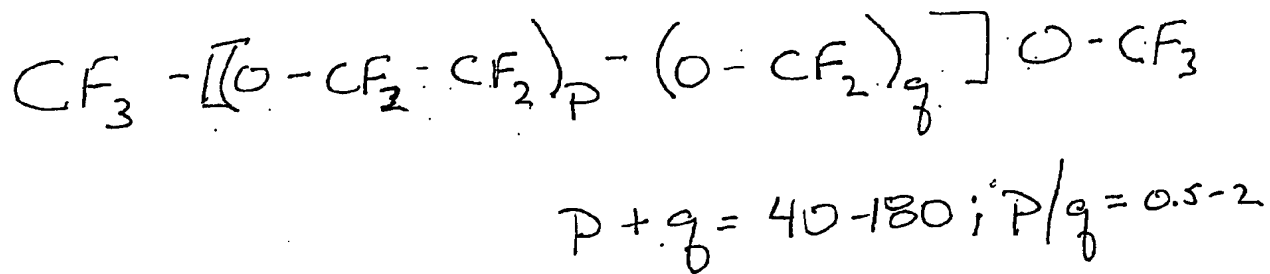 CF₃-[(O-CF₂-CF₂)ₚ-(O-CF₂)q]O-CF₃
P+q=40-180; P/q=0.5-2